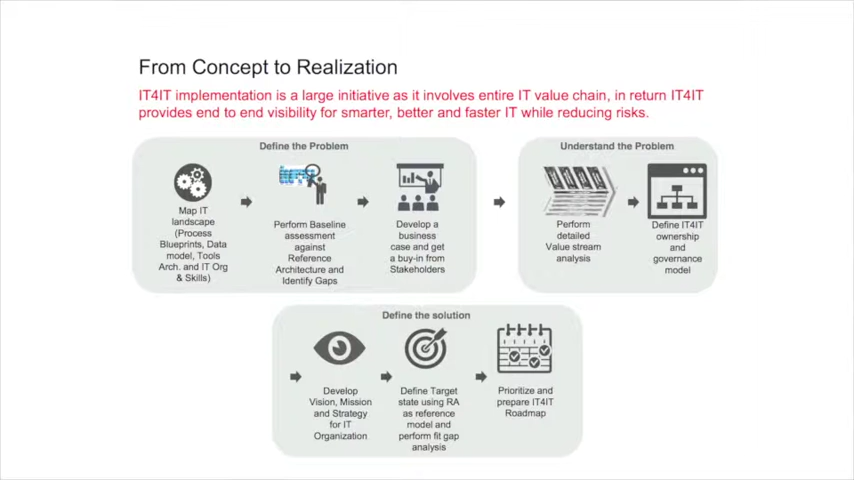 From Concept to Realization
IT4IT implementation is a large initiative as it involves entire IT value chain, in return IT4IT
provides end to end visibility for smarter, better and faster IT while reducing risks.
Define the Problem
Map IT
landscape
(Process
Blueprints, Data
model, Tools
Arch. and IT Org
& Skills)
Perform Baseline
assessment
against
Reference
Architecture and
Identify Gaps
Develop a
business
case and get
a buy-in from
Stakeholders
Understand the Problem
Perform
detailed
Value stream
analysis
Define IT4IT
ownership
and
governance
model
Define the solution
Develop
Vision, Mission
and Strategy
for IT
Organization
Define Target
state using RA
as reference
model and
perform fit gap
analysis
Prioritize and
prepare IT4IT
Roadmap